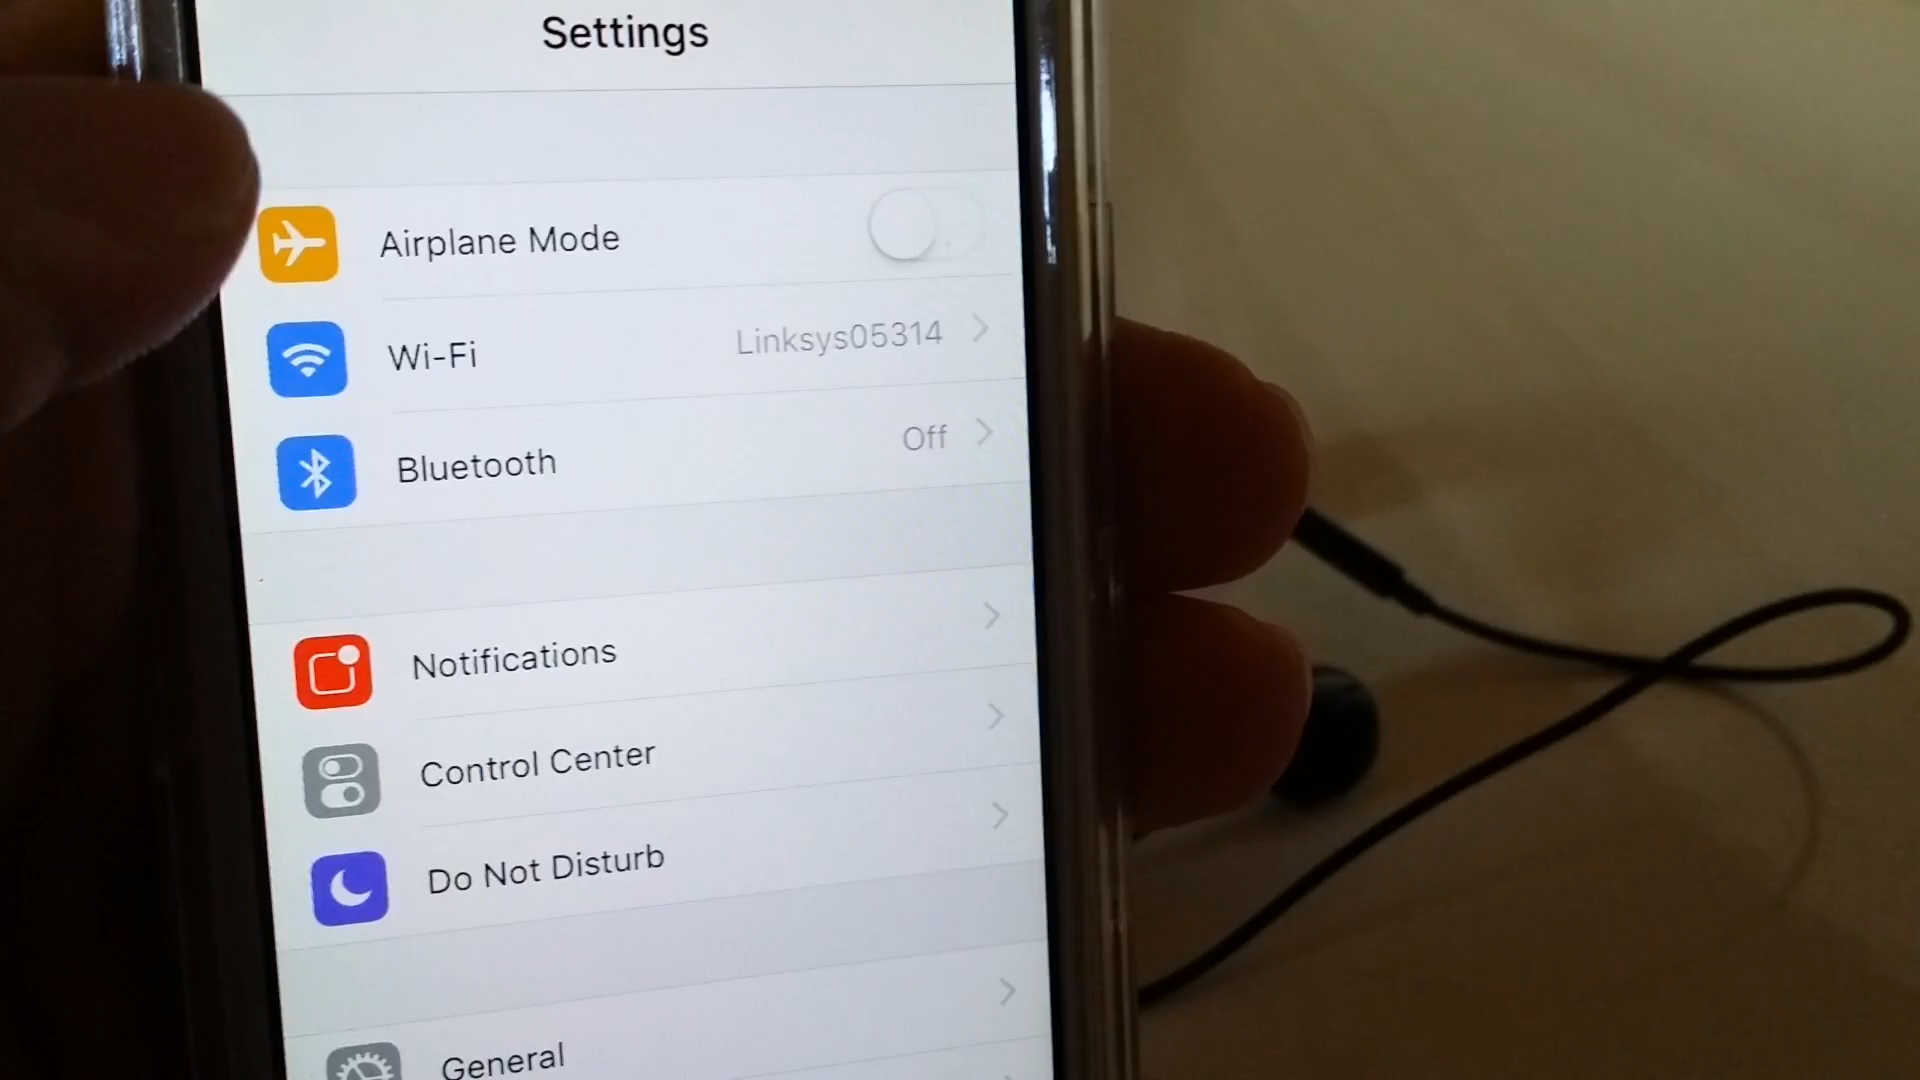 Settings
Airplane Mode
Wi-Fi Linksys05314
Bluetooth Off
Notifications
Control Center
Do Not Disturb
General